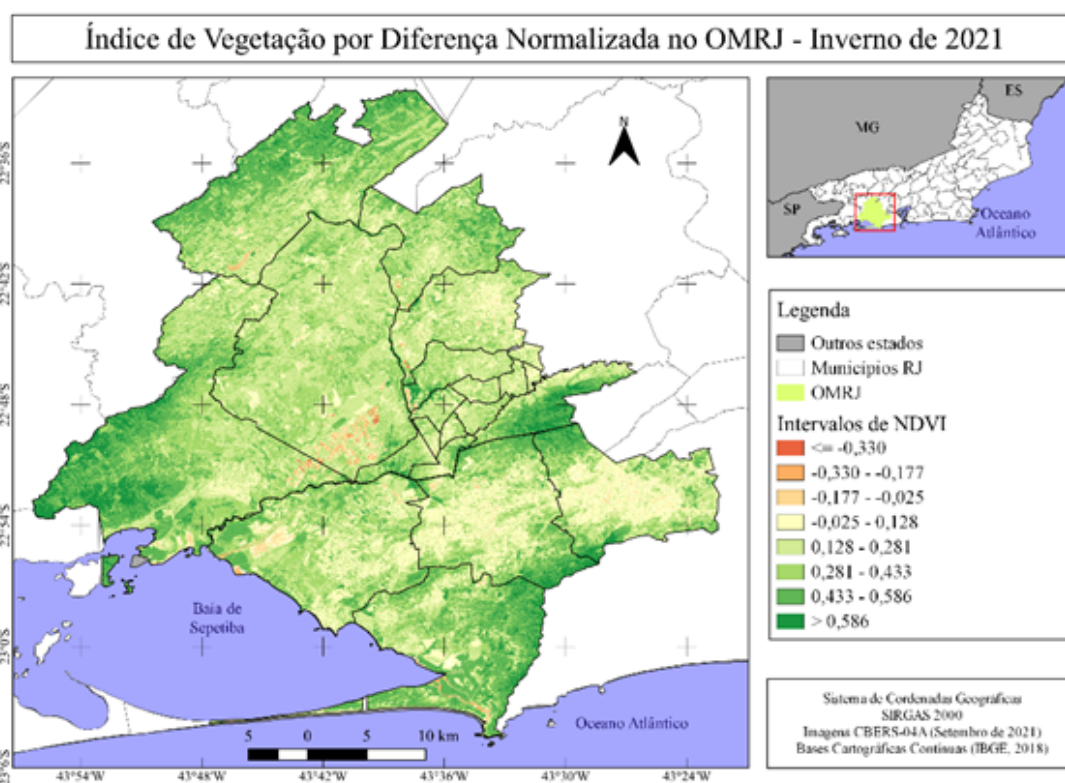 Índice de Vegetação por Diferença Normalizada no OMRJ - Inverno de 2021
N
22°36'S
22°42'S
22°48'S
22°54'S
23°0'S
23°6'S
Baia de
Sepetiba
Oceano Atlântico
5 0 5 10 km
43°54'W 43°48'W 43°42'W 43°36'W 43°30'W 43°24'W
ES
MG
SP
Oceano
Atlântico
Legenda
Outros estados
Municípios RJ
OMRJ
Intervalos de NDVI
<= -0,330
-0,330 - -0,177
-0,177 - -0,025
-0,025 - 0,128
0,128 - 0,281
0,281 - 0,433
0,433 - 0,586
> 0,586
Sistema de Cordenadas Geográficas
SIRGAS 2000
Imagens CBERS-04A (Setembro de 2021)
Bases Cartográficas Contínuas (IBGE, 2018)